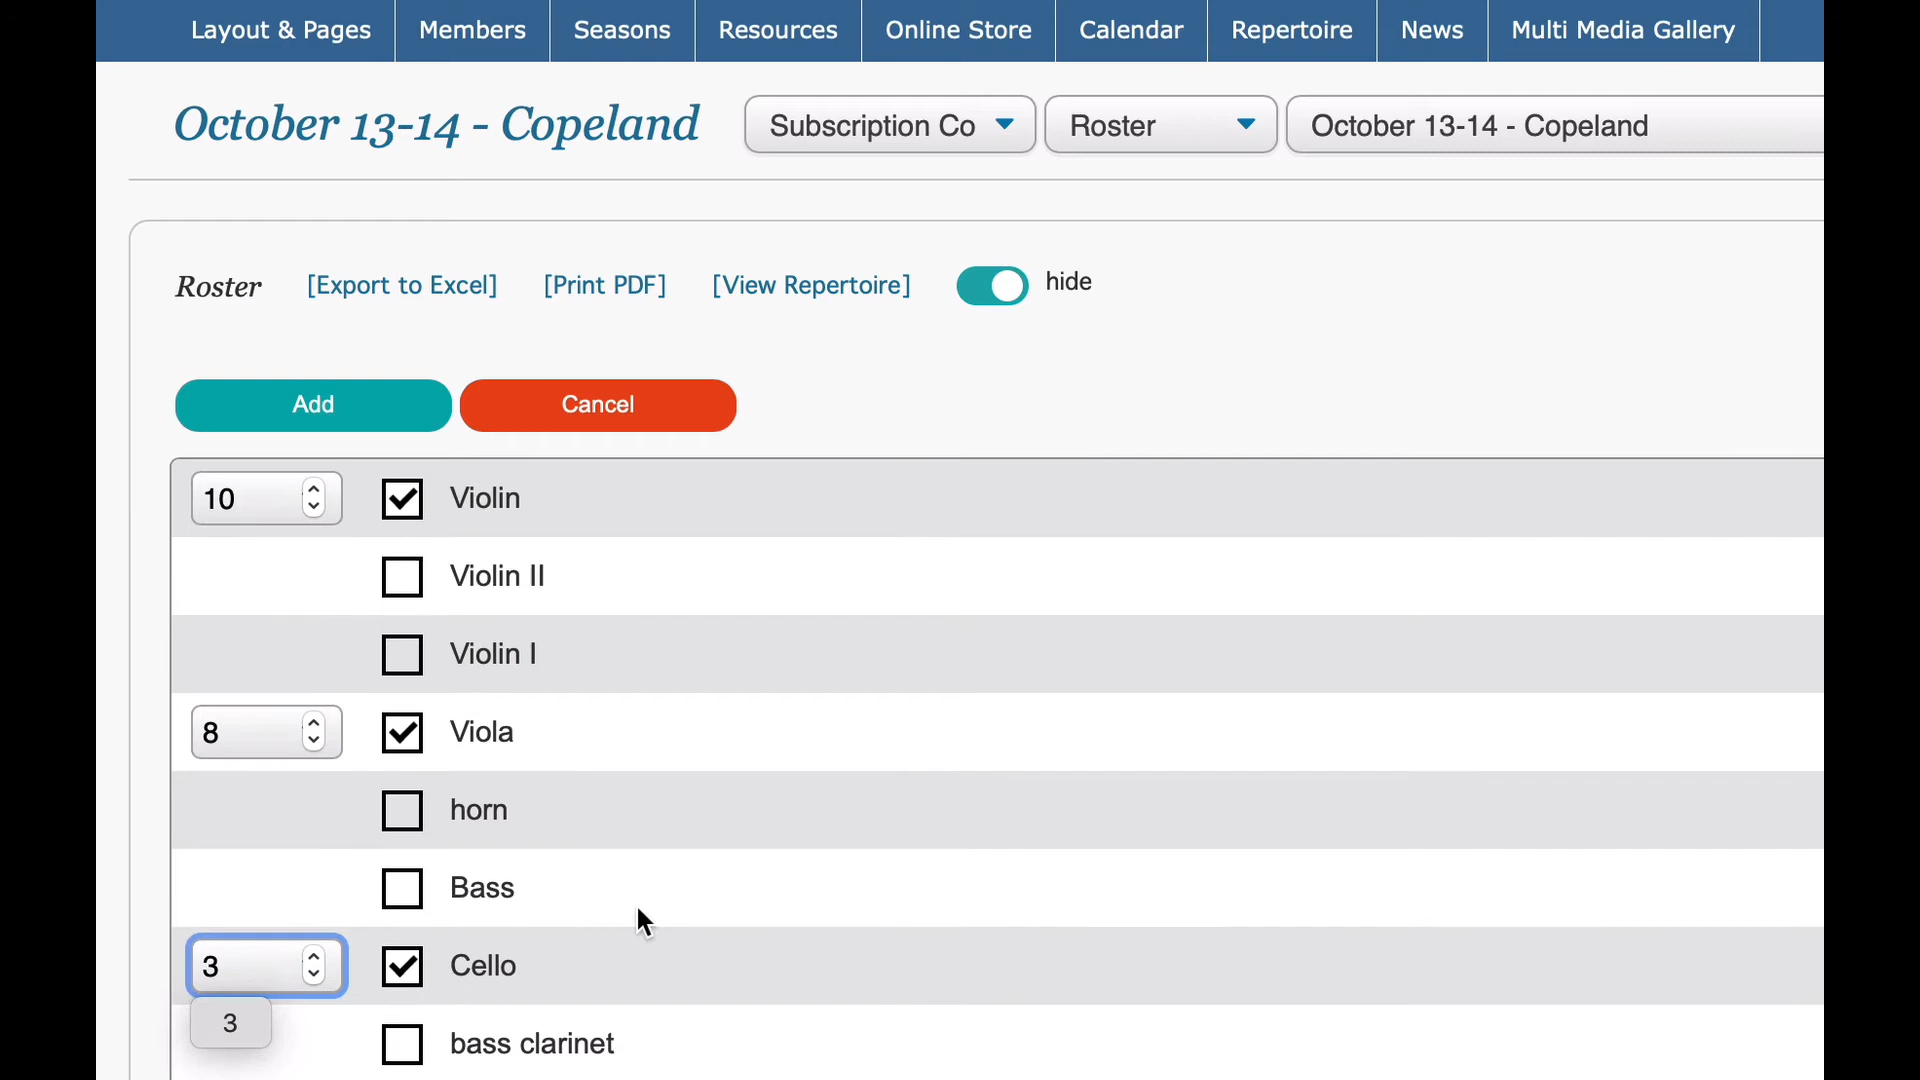 Layout & Pages Members Seasons Resources Online Store Calendar Repertoire News Multi Media Gallery
October 13-14 - Copeland Subscription Co Roster October 13-14 - Copeland
Roster [Export to Excel] [Print PDF] [View Repertoire] hide
Add Cancel
10 Violin
Violin II
Violin I
8 Viola
horn
Bass
3 Cello
3
bass clarinet